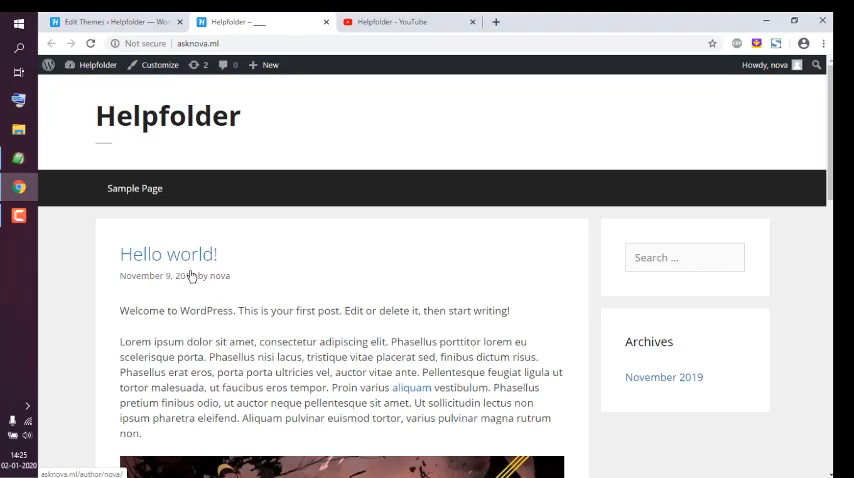 Edit Themes ‹ Helpfolder — Wor
Helpfolder – ___
Helpfolder - YouTube
Not secure
asknova.ml
Helpfolder
Customize
2
0
New
Howdy, nova
Helpfolder
Sample Page
Hello world!
November 9, 20 by nova
Welcome to WordPress. This is your first post. Edit or delete it, then start writing!
Lorem ipsum dolor sit amet, consectetur adipiscing elit. Phasellus porttitor lorem eu
scelerisque porta. Phasellus nisi lacus, tristique vitae placerat sed, finibus dictum risus.
Phasellus erat eros, porta porta ultricies vel, auctor vitae ante. Pellentesque feugiat ligula ut
tortor malesuada, ut faucibus eros tempor. Proin varius aliquam vestibulum. Phasellus
pretium finibus odio, ut auctor neque pellentesque sit amet. Ut sollicitudin lectus non
ipsum pharetra eleifend. Aliquam pulvinar euismod tortor, varius pulvinar magna rutrum
non.
Search ...
Archives
November 2019
14:25
02-01-2020
asknova.ml/author/nova/